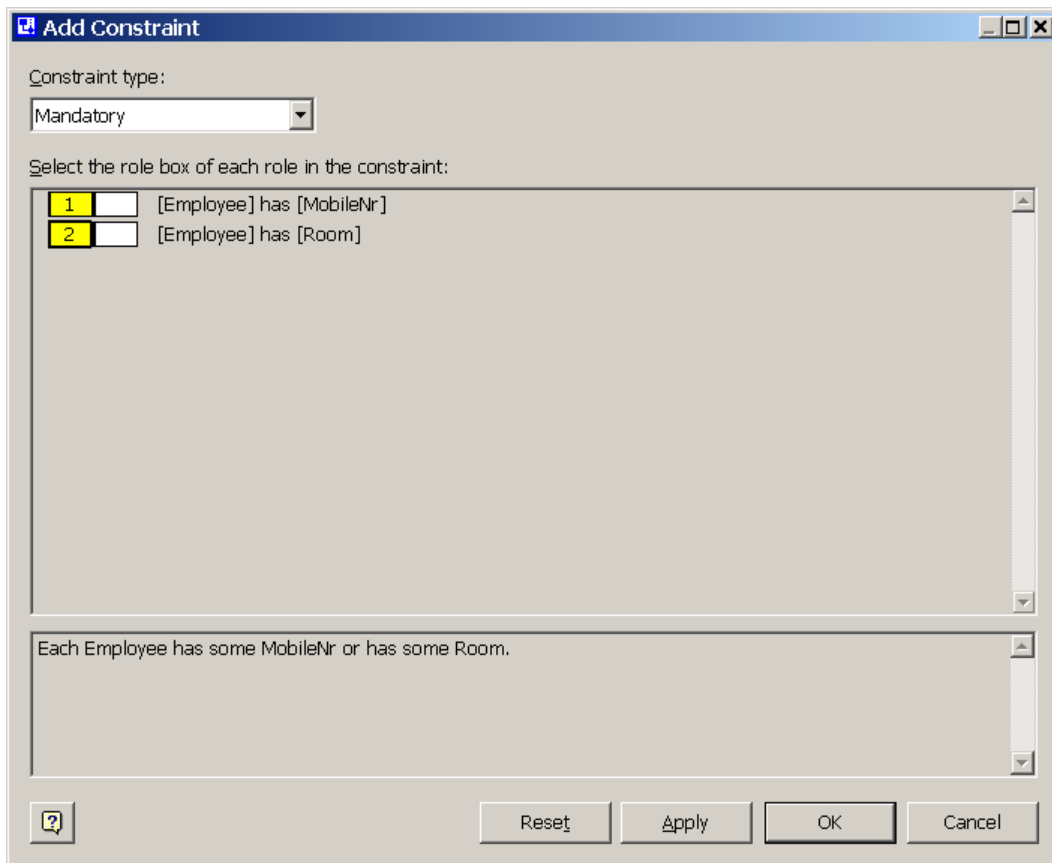 Add Constraint
Constraint type:
Mandatory
Select the role box of each role in the constraint:
1 [Employee] has [MobileNr]
2 [Employee] has [Room]
Each Employee has some MobileNr or has some Room.
? Reset Apply OK Cancel